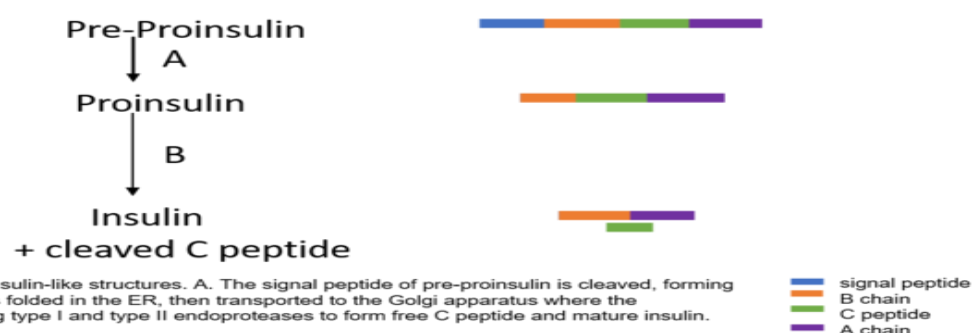 Pre-Proinsulin
A
Proinsulin
B
Insulin
+ cleaved C peptide
sulin-like structures. A. The signal peptide of pre-proinsulin is cleaved, forming
folded in the ER, then transported to the Golgi apparatus where the
type I and type II endoproteases to form free C peptide and mature insulin.
signal peptide
B chain
C peptide
A chain